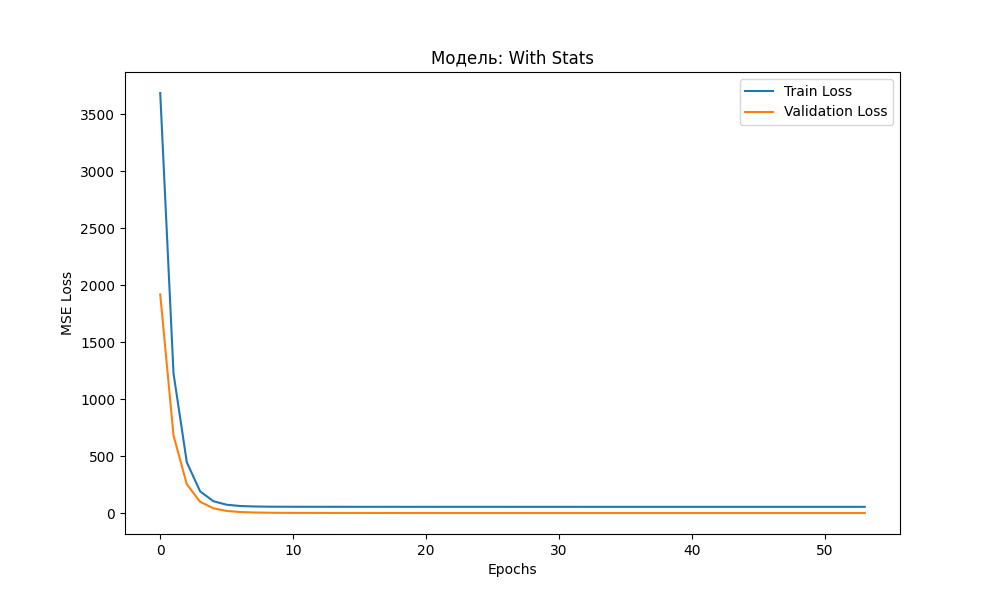 Модель: With Stats
Train Loss
Validation Loss
3500
3000
2500
2000
1500
1000
500
0
MSE Loss
0 10 20 30 40 50
Epochs